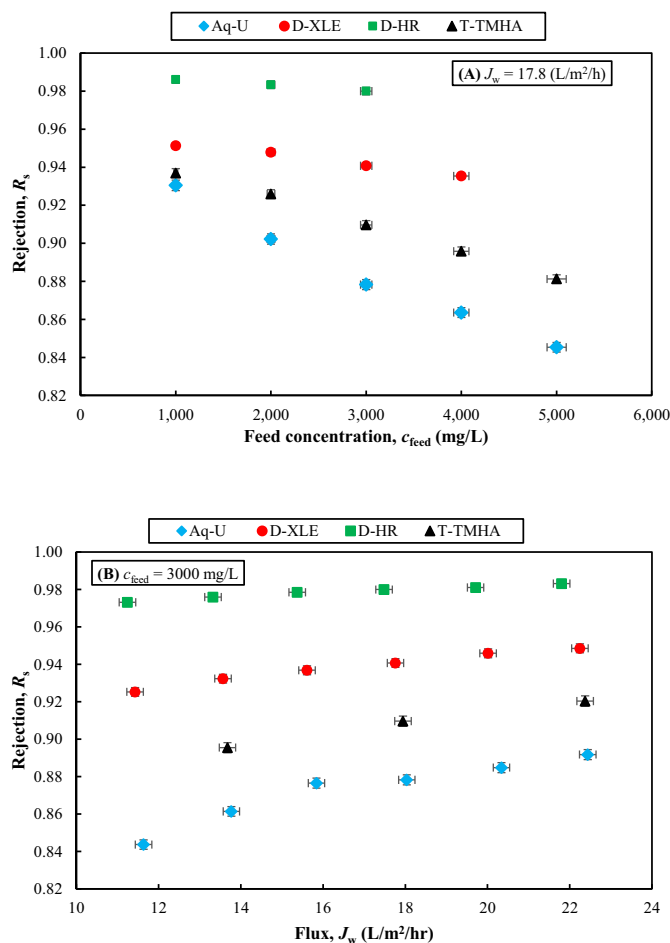 Aq-U D-XLE D-HR T-TMHA
(A) Jw = 17.8 (L/m²/h)
1.00
0.98
0.96
0.94
0.92
0.90
0.88
0.86
0.84
0.82
Rejection, Rs
0 1,000 2,000 3,000 4,000 5,000 6,000
Feed concentration, cfeed (mg/L)
Aq-U D-XLE D-HR T-TMHA
(B) cfeed = 3000 mg/L
1.00
0.98
0.96
0.94
0.92
0.90
0.88
0.86
0.84
0.82
Rejection, Rs
10 12 14 16 18 20 22 24
Flux, Jw (L/m²/hr)